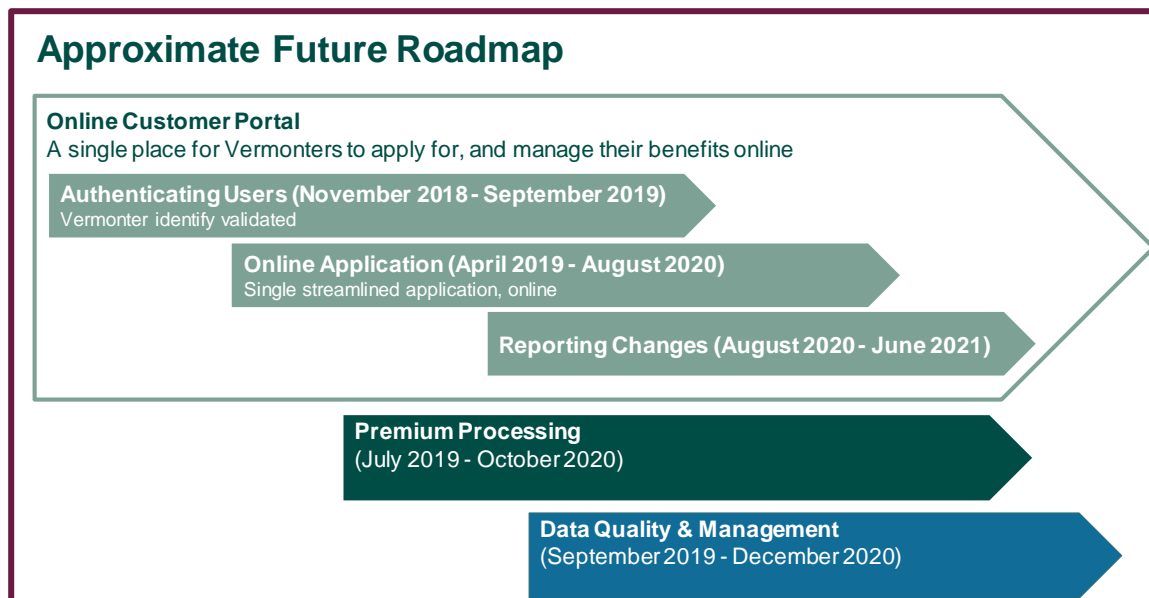 Approximate Future Roadmap
Online Customer Portal
A single place for Vermonters to apply for, and manage their benefits online
Authenticating Users (November 2018 - September 2019)
Vermonter identify validated
Online Application (April 2019 - August 2020)
Single streamlined application, online
Reporting Changes (August 2020 - June 2021)
Premium Processing
(July 2019 - October 2020)
Data Quality & Management
(September 2019 - December 2020)